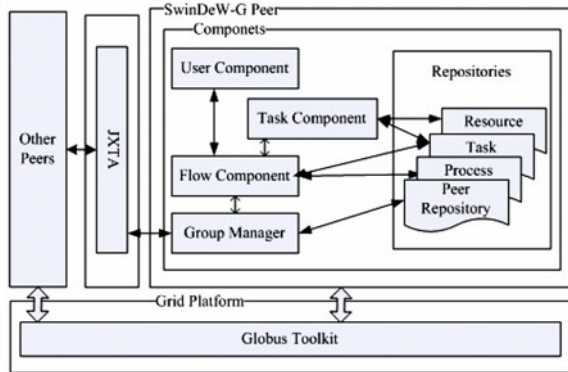 SwinDeW-G Peer
Componets
User Component
Repositories
Task Component
Resource
Other
Peers
JXTA
Task
Flow Component
Process
Peer
Repository
Group Manager
Grid Platform
Globus Toolkit